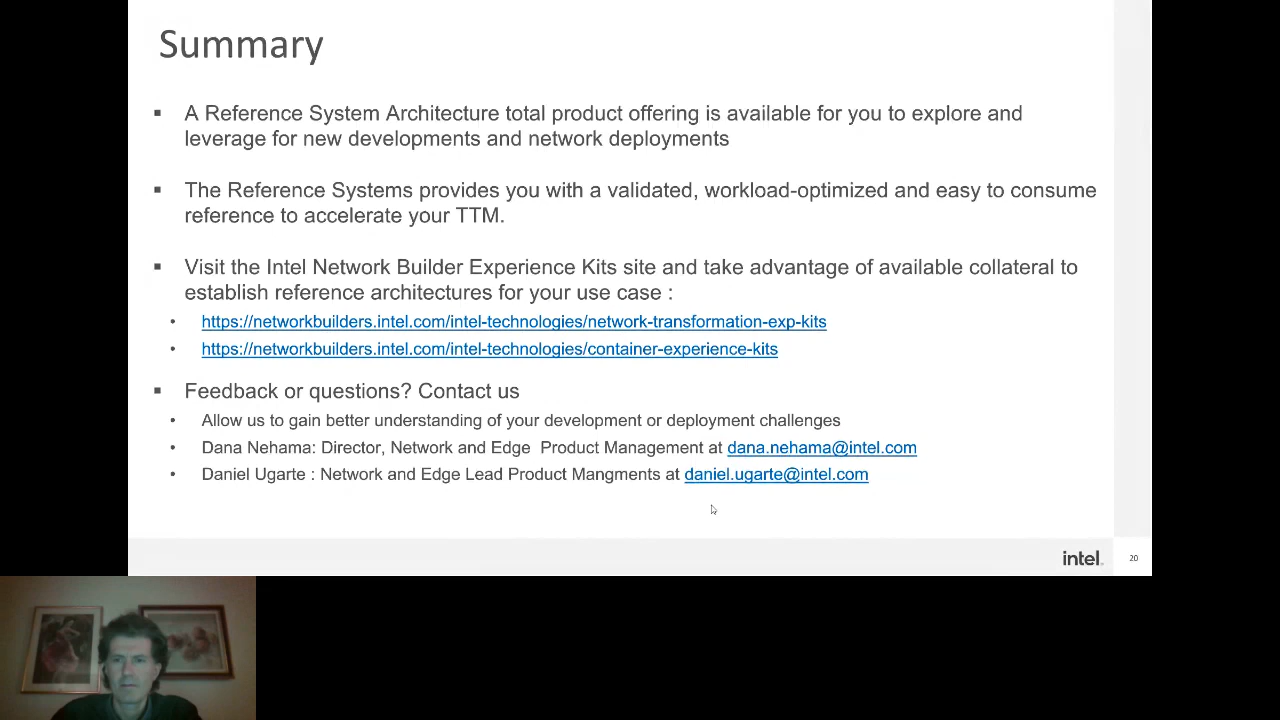 Summary
▪ A Reference System Architecture total product offering is available for you to explore and
leverage for new developments and network deployments
▪ The Reference Systems provides you with a validated, workload-optimized and easy to consume
reference to accelerate your TTM.
▪ Visit the Intel Network Builder Experience Kits site and take advantage of available collateral to
establish reference architectures for your use case :
• https://networkbuilders.intel.com/intel-technologies/network-transformation-exp-kits
• https://networkbuilders.intel.com/intel-technologies/container-experience-kits
▪ Feedback or questions? Contact us
• Allow us to gain better understanding of your development or deployment challenges
• Dana Nehama: Director, Network and Edge  Product Management at dana.nehama@intel.com
• Daniel Ugarte : Network and Edge Lead Product Mangments at daniel.ugarte@intel.com
intel.
20